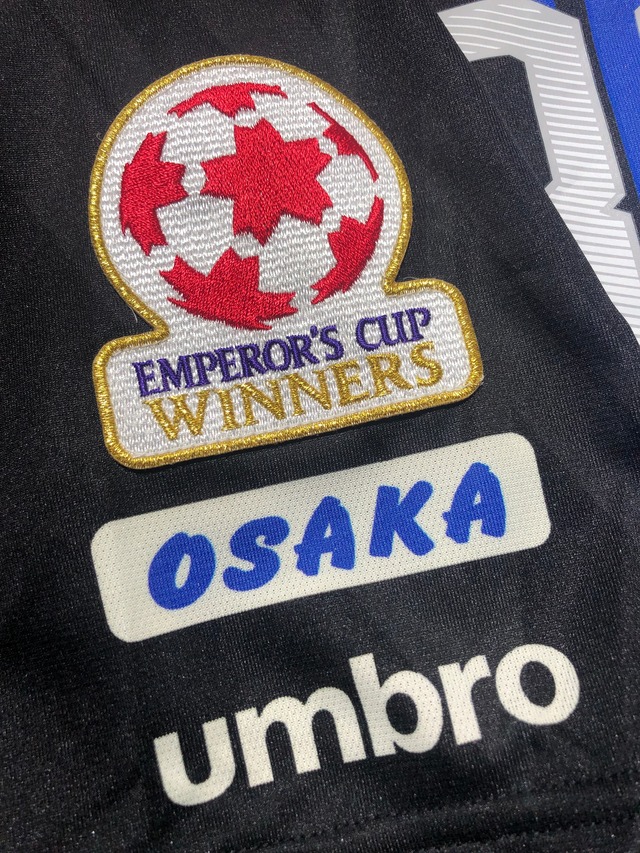 EMPEROR'S CUP
WINNERS
OSAKA
umbro